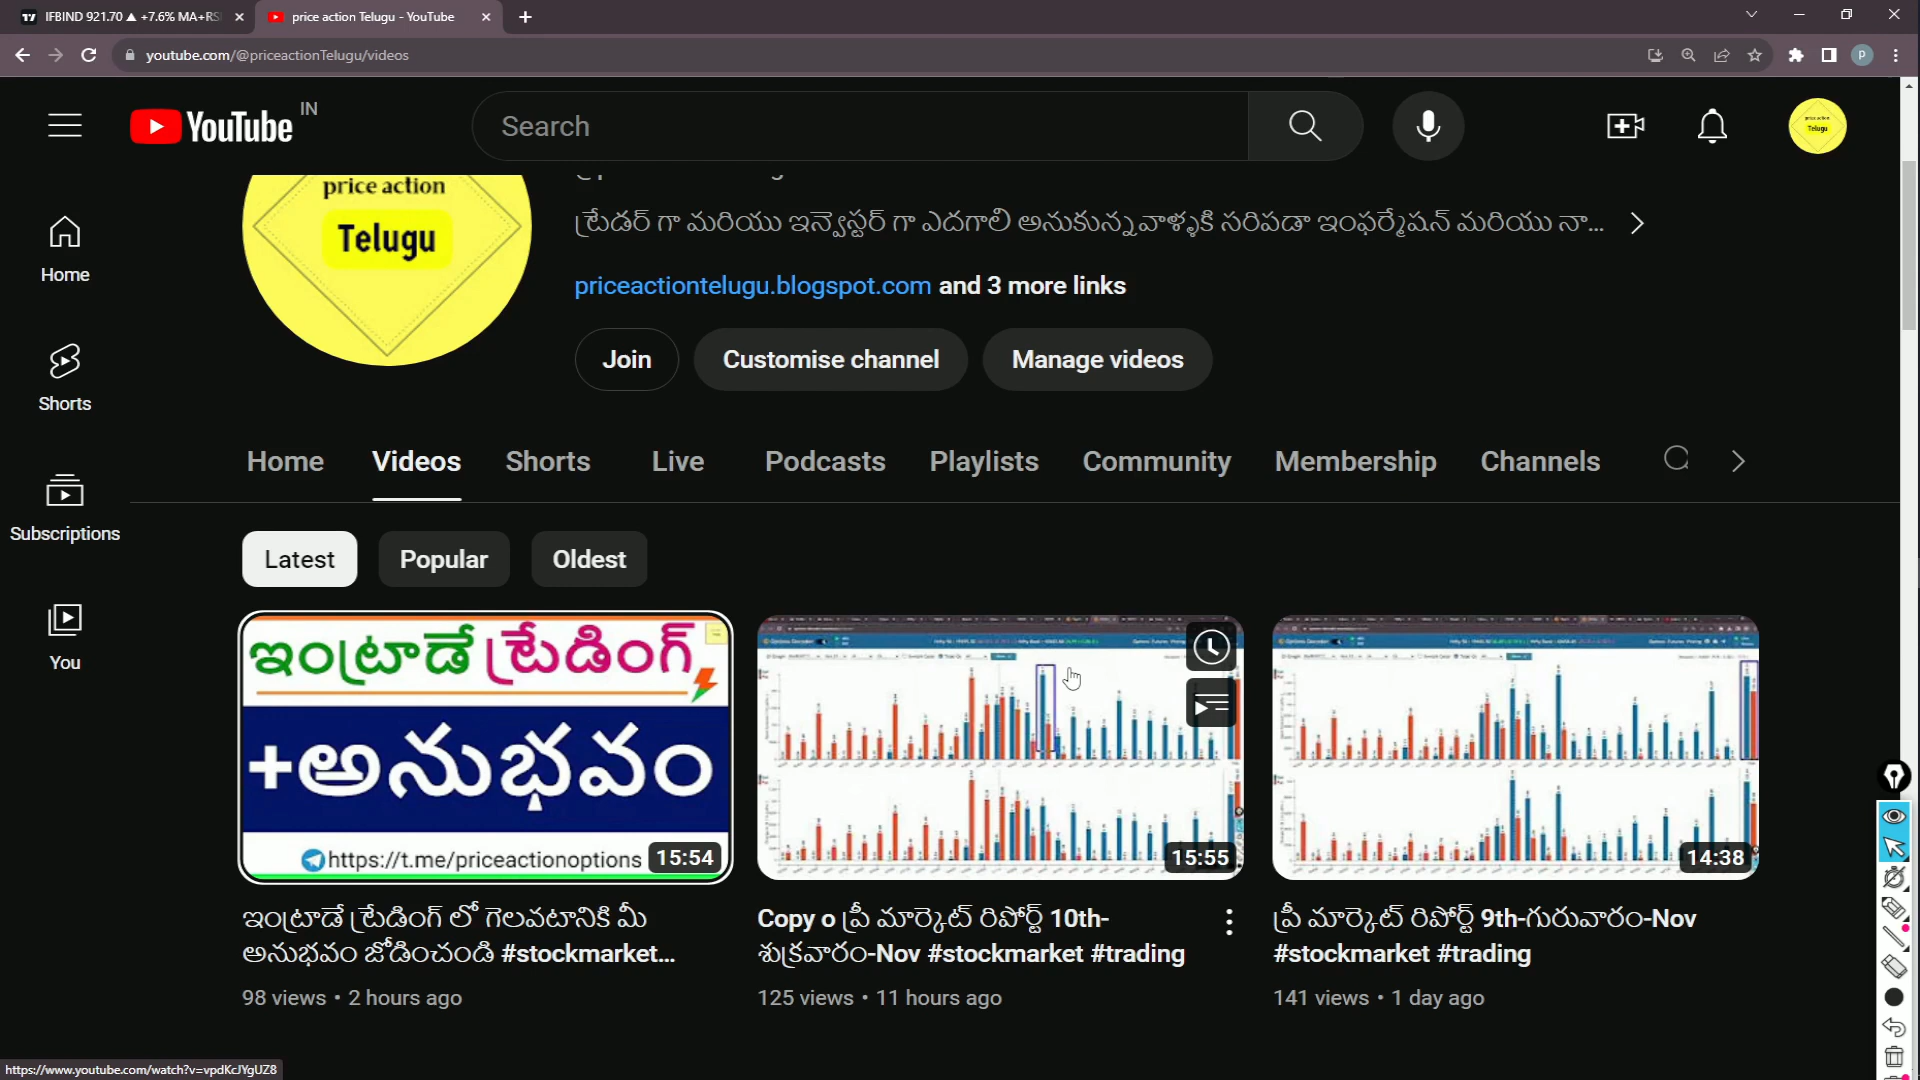 IFBIND 921.70 ▲ +7.6% MA+RS
price action Telugu - YouTube
youtube.com/@priceactionTelugu/videos
YouTube IN
Search
price action
Telugu
price action
Telugu
ట్రేడర్ గా మరియు ఇన్వెస్టర్ గా ఎదగాలి అనుకున్నవాళ్ళకి సరిపడా ఇంఫర్మేషన్ మరియు నా...
priceactiontelugu.blogspot.com and 3 more links
Join
Customise channel
Manage videos
Home
Shorts
Subscriptions
You
Home
Videos
Shorts
Live
Podcasts
Playlists
Community
Membership
Channels
Latest
Popular
Oldest
ఇంట్రాడే ట్రేడింగ్
+అనుభవం
https://t.me/priceactionoptions
15:54
15:55
14:38
ఇంట్రాడే ట్రేడింగ్ లో గెలవటానికి మీ
అనుభవం జోడించండి #stockmarket...
98 views • 2 hours ago
Copy o ప్రీ మార్కెట్ రిపోర్ట్ 10th-
శుక్రవారం-Nov #stockmarket #trading
125 views • 11 hours ago
ప్రీ మార్కెట్ రిపోర్ట్ 9th-గురువారం-Nov
#stockmarket #trading
141 views • 1 day ago
https://www.youtube.com/watch?v=vpdKcJYgUZ8